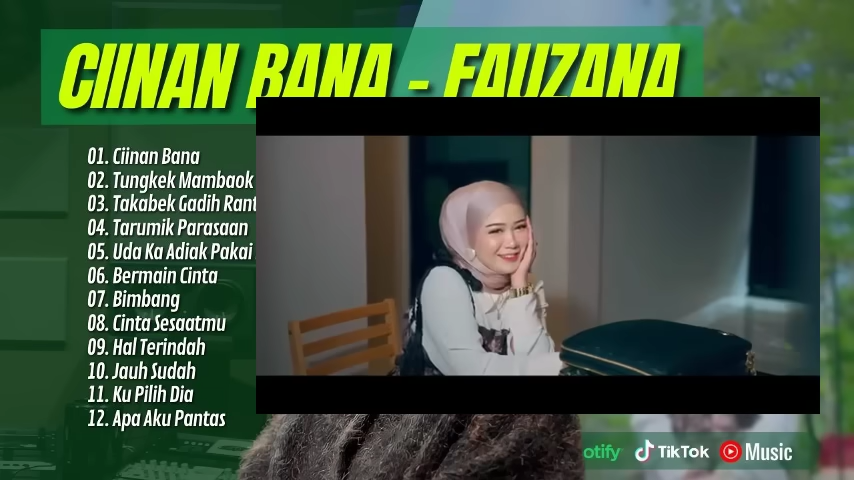 CIINAN BANA - FAUZANA
01. Ciinan Bana
02. Tungkek Mambaok
03. Takabek Gadih Rant
04. Tarumik Parasaan
05. Uda Ka Adiak Pakai
06. Bermain Cinta
07. Bimbang
08. Cinta Sesaatmu
09. Hal Terindah
10. Jauh Sudah
11. Ku Pilih Dia
12. Apa Aku Pantas
otify TikTok Music